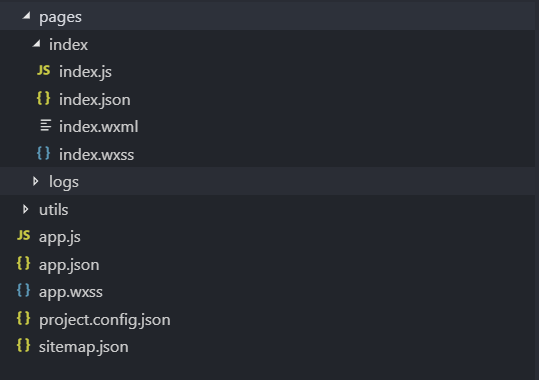 pages
index
JS index.js
{ } index.json
index.wxml
{ } index.wxss
logs
utils
JS app.js
{ } app.json
{ } app.wxss
{ } project.config.json
{ } sitemap.json